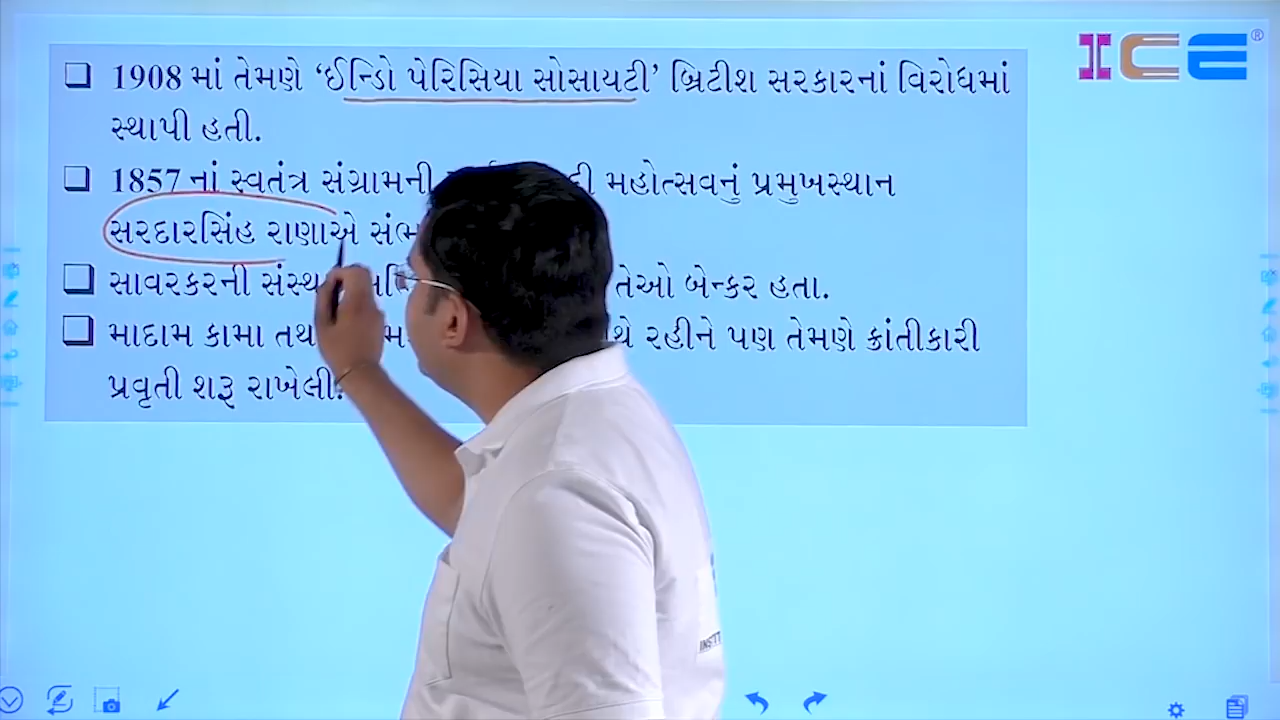 ICE®
1908 માં તેમણે ‘ઈન્ડિો પેરિસિયા સોસાયટી’ બ્રિટીશ સરકારનાં વિરોધમાં
સ્થાપી હતી.
1857 નાં સ્વતંત્ર સંગ્રામની મહોત્સવનું પ્રમુખસ્થાન
સરદારસિંહ રાણાએ
સાવરકરની તેઓ બેન્કર હતા.
માદામ કામા રહીને પણ તેમણે ક્રાંતીકારી
પ્રવૃતી શરૂ રાખેલી.